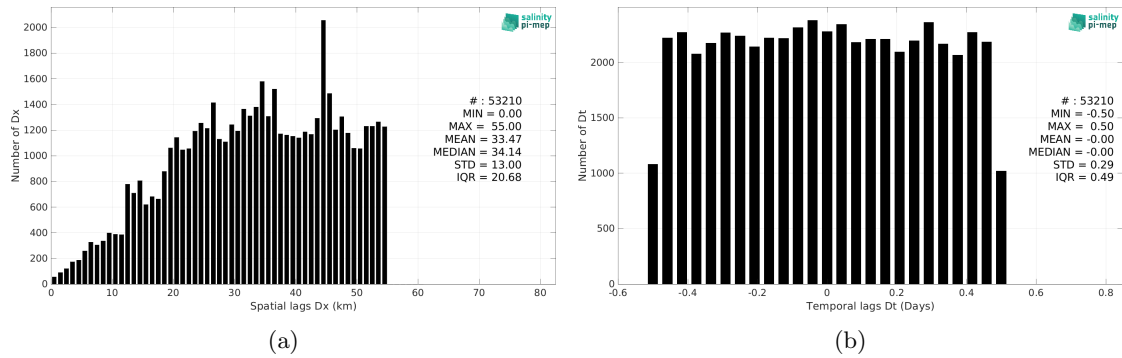 salinity
pi-mep
2000
1800
1600
1400
1200
1000
800
600
400
200
0
Number of Dx
# : 53210
MIN = 0.00
MAX = 55.00
MEAN = 33.47
MEDIAN = 34.14
STD = 13.00
IQR = 20.68
0 10 20 30 40 50 60 70 80
Spatial lags Dx (km)
(a)
salinity
pi-mep
2000
1500
1000
500
0
Number of Dt
# : 53210
MIN = -0.50
MAX = 0.50
MEAN = -0.00
MEDIAN = -0.00
STD = 0.29
IQR = 0.49
-0.6 -0.4 -0.2 0 0.2 0.4 0.6 0.8
Temporal lags Dt (Days)
(b)